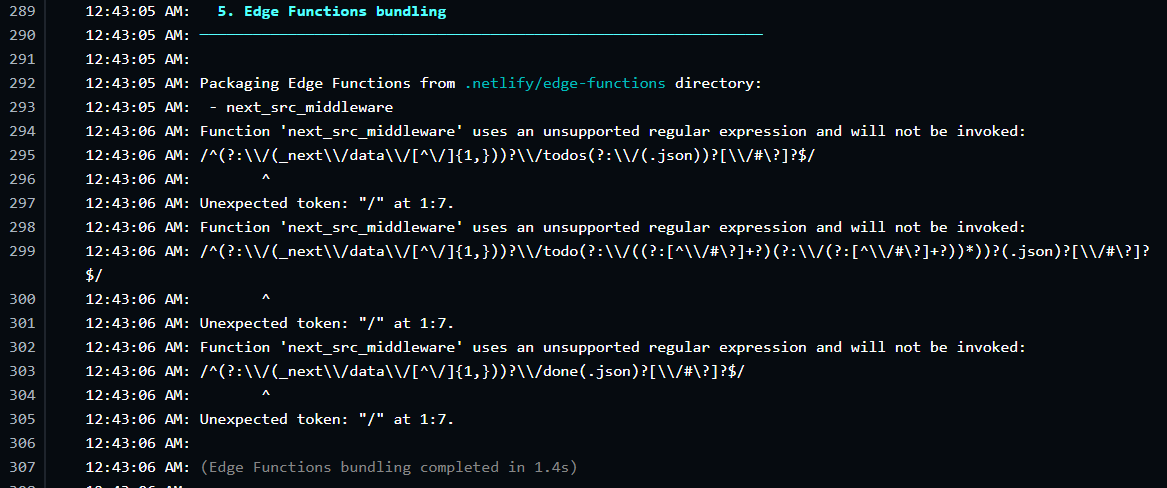 289 12:43:05 AM:   5. Edge Functions bundling
290 12:43:05 AM: ────────────────────────────────────────────────────────────────
291 12:43:05 AM:
292 12:43:05 AM: Packaging Edge Functions from .netlify/edge-functions directory:
293 12:43:05 AM:  - next_src_middleware
294 12:43:06 AM: Function 'next_src_middleware' uses an unsupported regular expression and will not be invoked:
295 12:43:06 AM: /^(?:\\/(_next\\/data\\/[^\/]{1,}))?\\/todos(?:\\/(.json))?[\\/#\?]?$/
296 12:43:06 AM:        ^
297 12:43:06 AM: Unexpected token: "/" at 1:7.
298 12:43:06 AM: Function 'next_src_middleware' uses an unsupported regular expression and will not be invoked:
299 12:43:06 AM: /^(?:\\/(_next\\/data\\/[^\/]{1,}))?\\/todo(?:\\/((?:[^\\/#\?]+?)(?:\\/(?:[^\\/#\?]+?))*))?(.json)?[\\/#\?]?
$/
300 12:43:06 AM:        ^
301 12:43:06 AM: Unexpected token: "/" at 1:7.
302 12:43:06 AM: Function 'next_src_middleware' uses an unsupported regular expression and will not be invoked:
303 12:43:06 AM: /^(?:\\/(_next\\/data\\/[^\/]{1,}))?\\/done(.json)?[\\/#\?]?$/
304 12:43:06 AM:        ^
305 12:43:06 AM: Unexpected token: "/" at 1:7.
306 12:43:06 AM:
307 12:43:06 AM: (Edge Functions bundling completed in 1.4s)